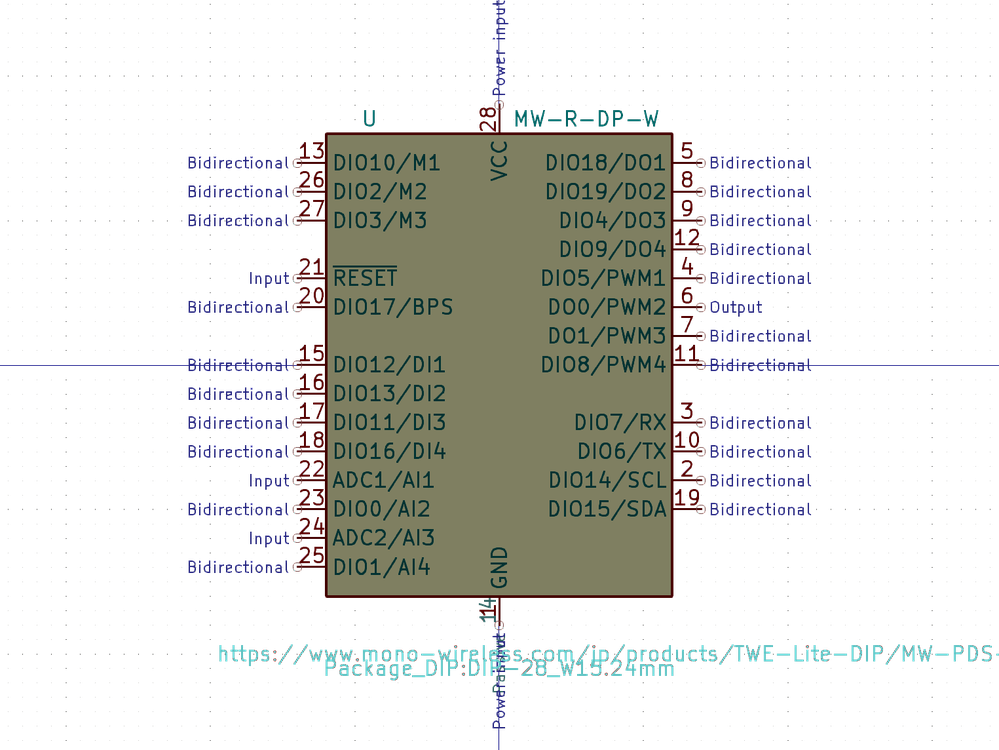 Power input
28
U
MW-R-DP-W
VCC
Bidirectional 13 DIO10/M1
Bidirectional 26 DIO2/M2
Bidirectional 27 DIO3/M3
Input 21 RESET
Bidirectional 20 DIO17/BPS
Bidirectional 15 DIO12/DI1
Bidirectional 16 DIO13/DI2
Bidirectional 17 DIO11/DI3
Bidirectional 18 DIO16/DI4
Input 22 ADC1/AI1
Bidirectional 23 DIO0/AI2
Input 24 ADC2/AI3
Bidirectional 25 DIO1/AI4
DIO18/DO1 5 Bidirectional
DIO19/DO2 8 Bidirectional
DIO4/DO3 9 Bidirectional
DIO9/DO4 12 Bidirectional
DIO5/PWM1 4 Bidirectional
DO0/PWM2 6 Output
DO1/PWM3 7 Bidirectional
DIO8/PWM4 11 Bidirectional
DIO7/RX 3 Bidirectional
DIO6/TX 10 Bidirectional
DIO14/SCL 2 Bidirectional
DIO15/SDA 19 Bidirectional
GND
https://www.mono-wireless.com/jp/products/TWE-Lite-DIP/MW-PDS-
Package_DIP:DIP-28_W15.24mm